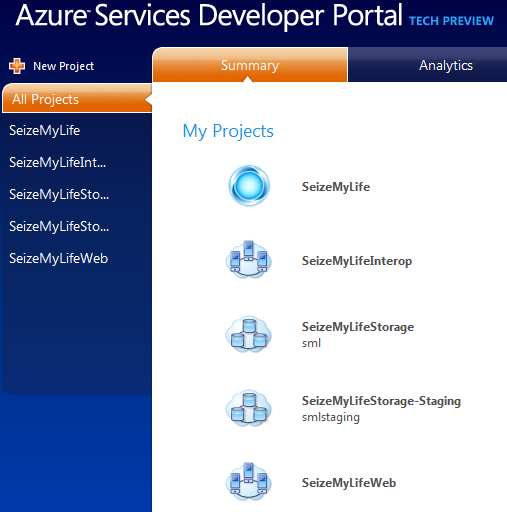 Azure™ Services Developer Portal TECH PREVIEW
New Project
Summary
Analytics
All Projects
SeizeMyLife
SeizeMyLifeInt...
SeizeMyLifeSto...
SeizeMyLifeSto...
SeizeMyLifeWeb
My Projects
SeizeMyLife
SeizeMyLifeInterop
SeizeMyLifeStorage
sml
SeizeMyLifeStorage-Staging
smlstaging
SeizeMyLifeWeb